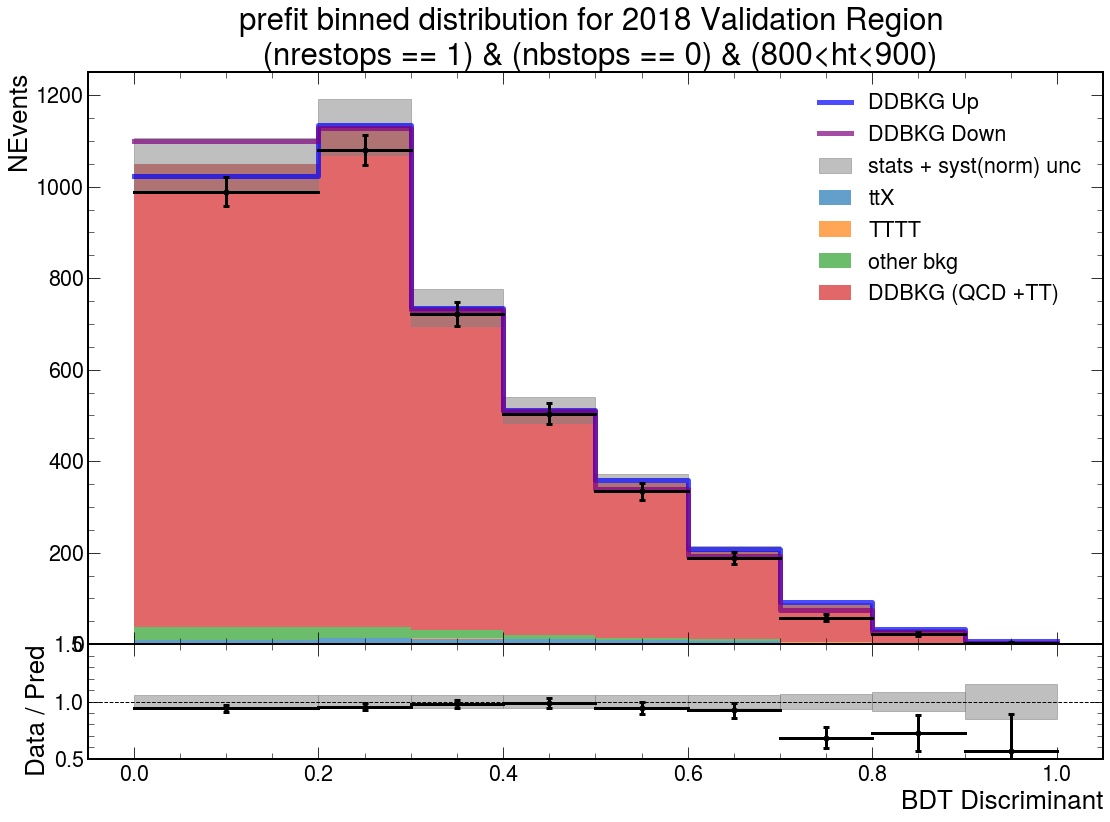 prefit binned distribution for 2018 Validation Region
(nrestops == 1) & (nbstops == 0) & (800<ht<900)
NEvents
1200
1000
800
600
400
200
0
DDBKG Up
DDBKG Down
stats + syst(norm) unc
ttX
TTTT
other bkg
DDBKG (QCD +TT)
Data / Pred
1.5
1.0
0.5
0.0
0.2
0.4
0.6
0.8
1.0
BDT Discriminant